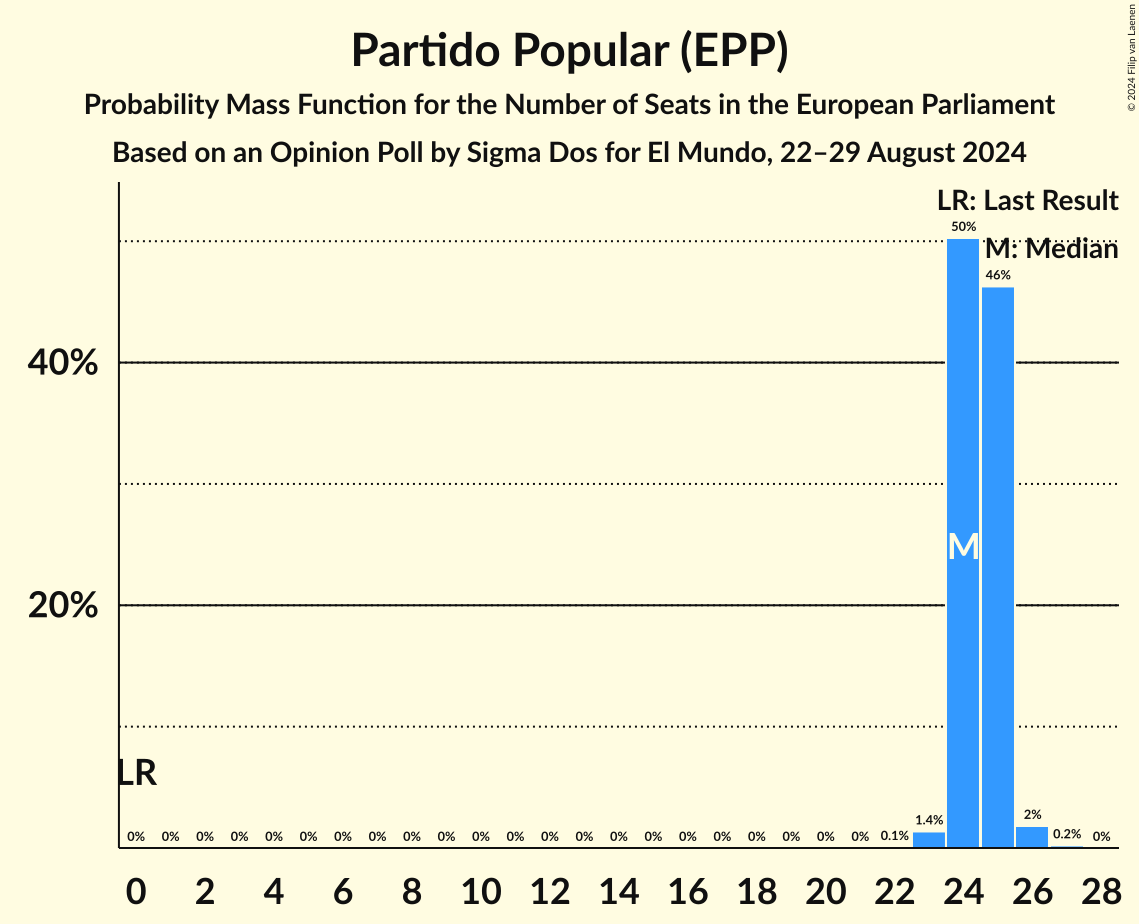 Partido Popular (EPP)
Probability Mass Function for the Number of Seats in the European Parliament
Based on an Opinion Poll by Sigma Dos for El Mundo, 22–29 August 2024
© 2024 Filip van Laenen
LR: Last Result
M: Median
50%
46%
40%
M
20%
LR
0% 0% 0% 0% 0% 0% 0% 0% 0% 0% 0% 0% 0% 0% 0% 0% 0% 0% 0% 0% 0% 0% 0.1% 1.4% 2% 0.2% 0%
0 2 4 6 8 10 12 14 16 18 20 22 24 26 28